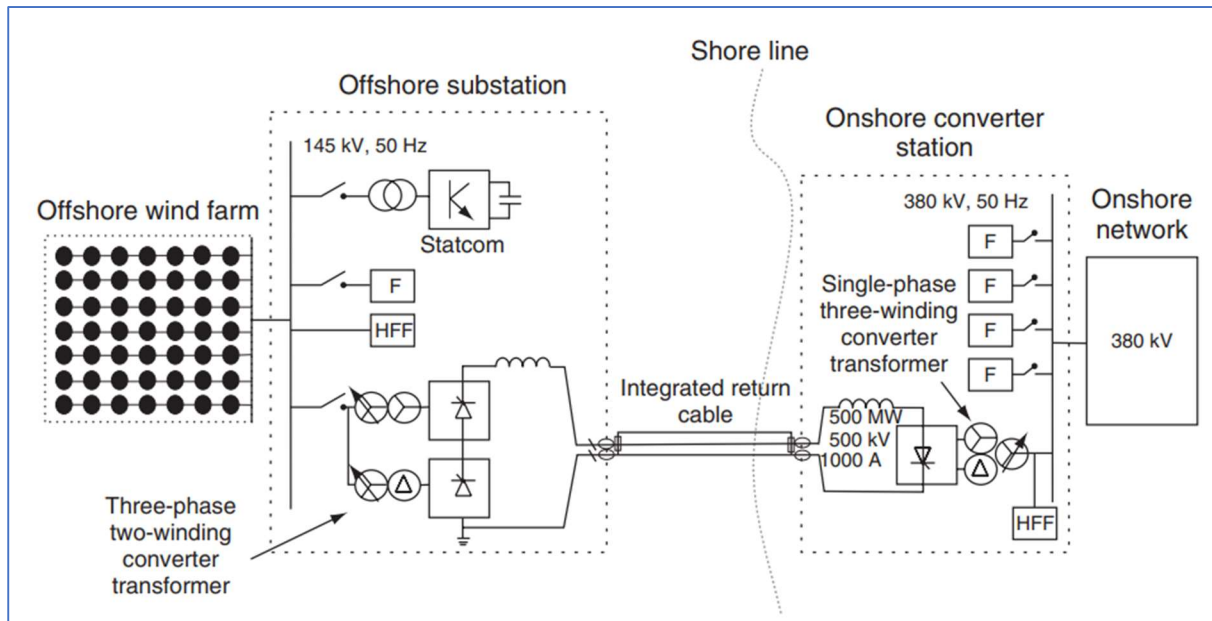 Shore line
Offshore substation
Onshore converter
station
145 kV, 50 Hz
380 kV, 50 Hz
Onshore
network
Offshore wind farm
Statcom
F
HFF
F
F
F
F
Single-phase
three-winding
converter
transformer
380 kV
Integrated return
cable
500 MW
500 kV
1000 A
Δ
Δ
HFF
Three-phase
two-winding
converter
transformer